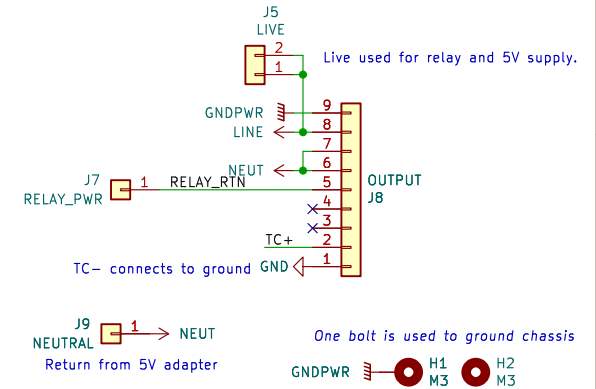 J5
LIVE
2
1
Live used for relay and 5V supply.
GNDPWR
9
LINE
8
7
NEUT
6
J7
RELAY_PWR
1
RELAY_RTN
5
OUTPUT
J8
4
3
TC+
2
TC- connects to ground
GND
1
J9
NEUTRAL
1
NEUT
Return from 5V adapter
One bolt is used to ground chassis
GNDPWR
H1
M3
H2
M3